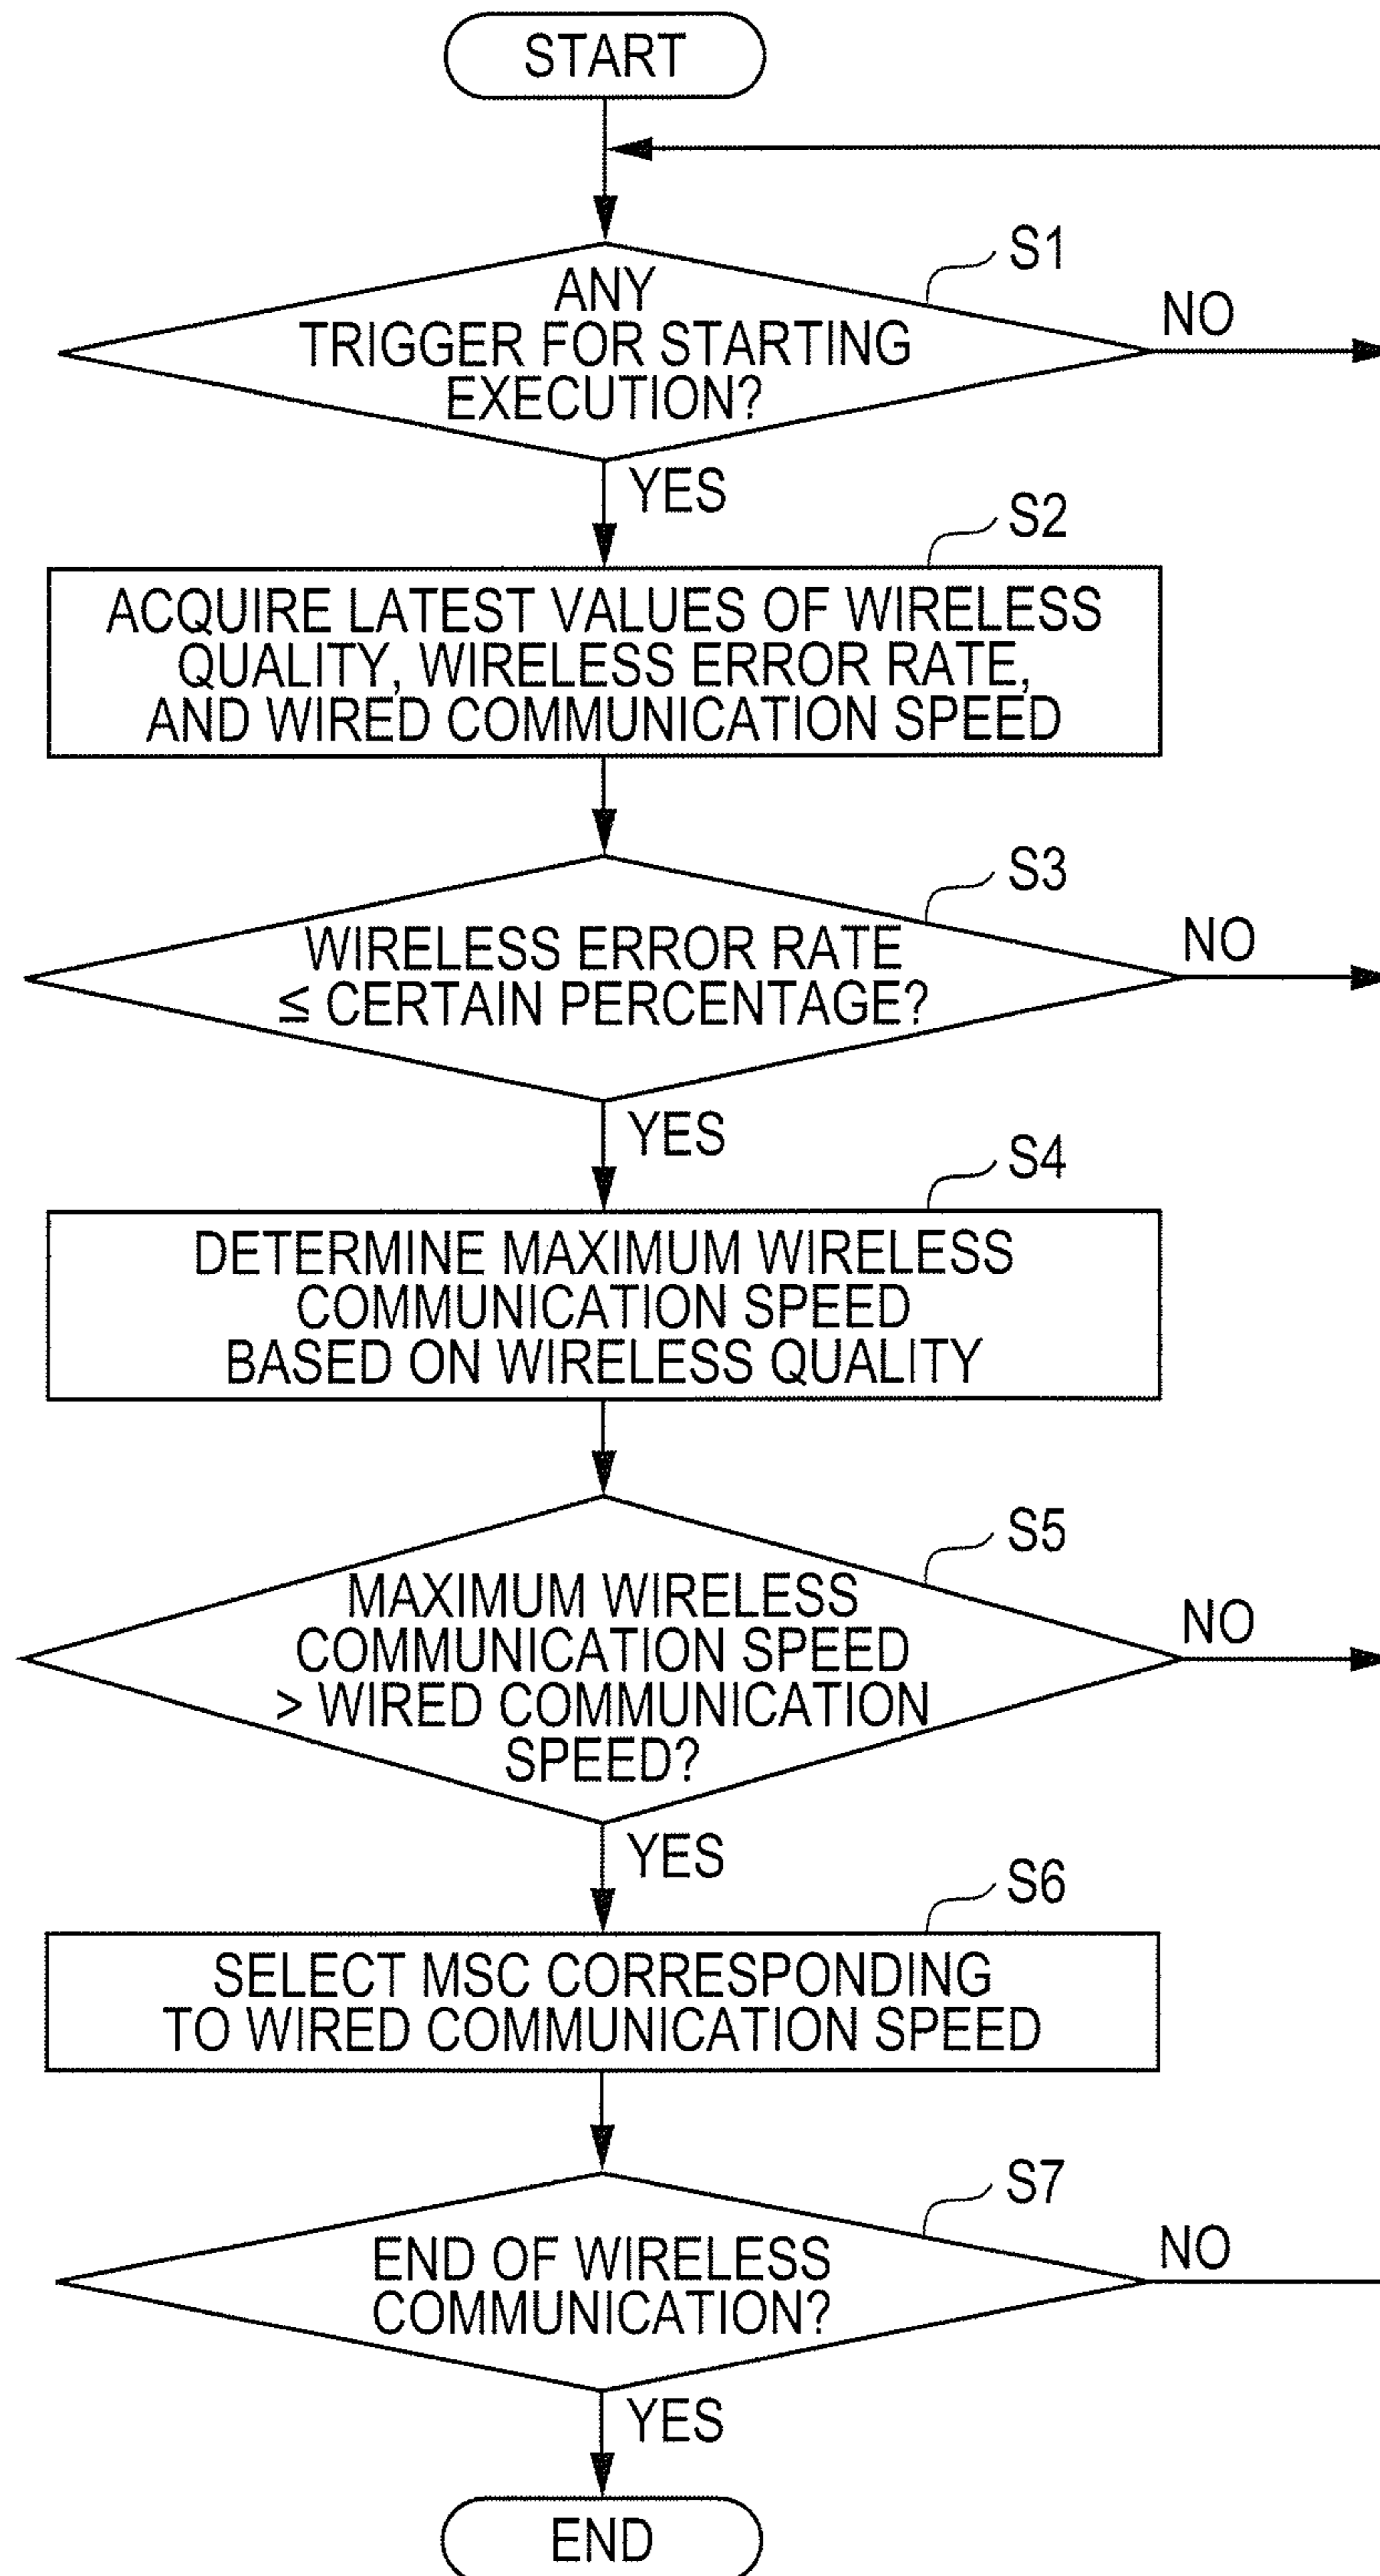 START
S1
ANY
TRIGGER FOR STARTING
EXECUTION?
NO
YES
S2
ACQUIRE LATEST VALUES OF WIRELESS
QUALITY, WIRELESS ERROR RATE,
AND WIRED COMMUNICATION SPEED
S3
WIRELESS ERROR RATE
≤ CERTAIN PERCENTAGE?
NO
YES
S4
DETERMINE MAXIMUM WIRELESS
COMMUNICATION SPEED
BASED ON WIRELESS QUALITY
S5
MAXIMUM WIRELESS
COMMUNICATION SPEED
> WIRED COMMUNICATION
SPEED?
NO
YES
S6
SELECT MSC CORRESPONDING
TO WIRED COMMUNICATION SPEED
S7
END OF WIRELESS
COMMUNICATION?
NO
YES
END